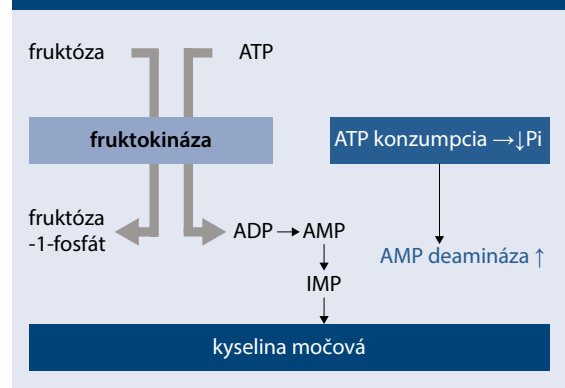 fruktóza
ATP
fruktokináza
ATP konzumpcia →↓Pi
fruktóza
-1-fosfát
ADP → AMP
AMP deamináza ↑
IMP
kyselina močová